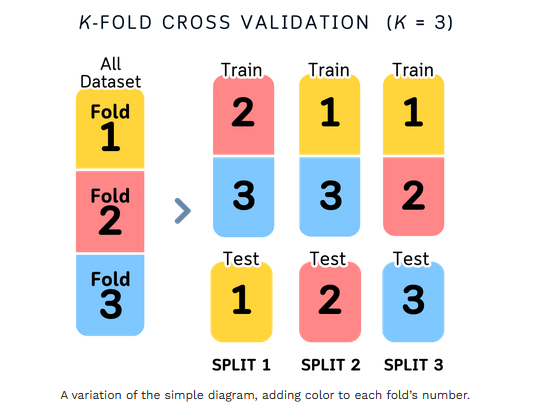 K-FOLD CROSS VALIDATION (K = 3)
All
Dataset
Fold
1
Fold
2
Fold
3
Train
2
3
Train
1
3
Train
1
2
Test
1
Test
2
Test
3
SPLIT 1
SPLIT 2
SPLIT 3
A variation of the simple diagram, adding color to each fold's number.